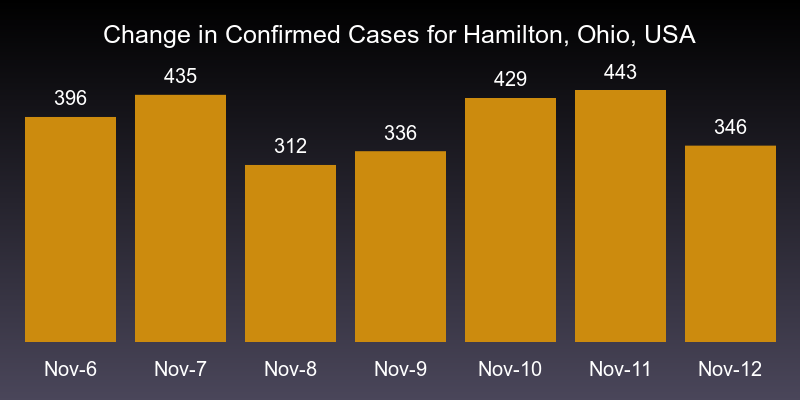 Change in Confirmed Cases for Hamilton, Ohio, USA
396 435 312 336 429 443 346
Nov-6 Nov-7 Nov-8 Nov-9 Nov-10 Nov-11 Nov-12